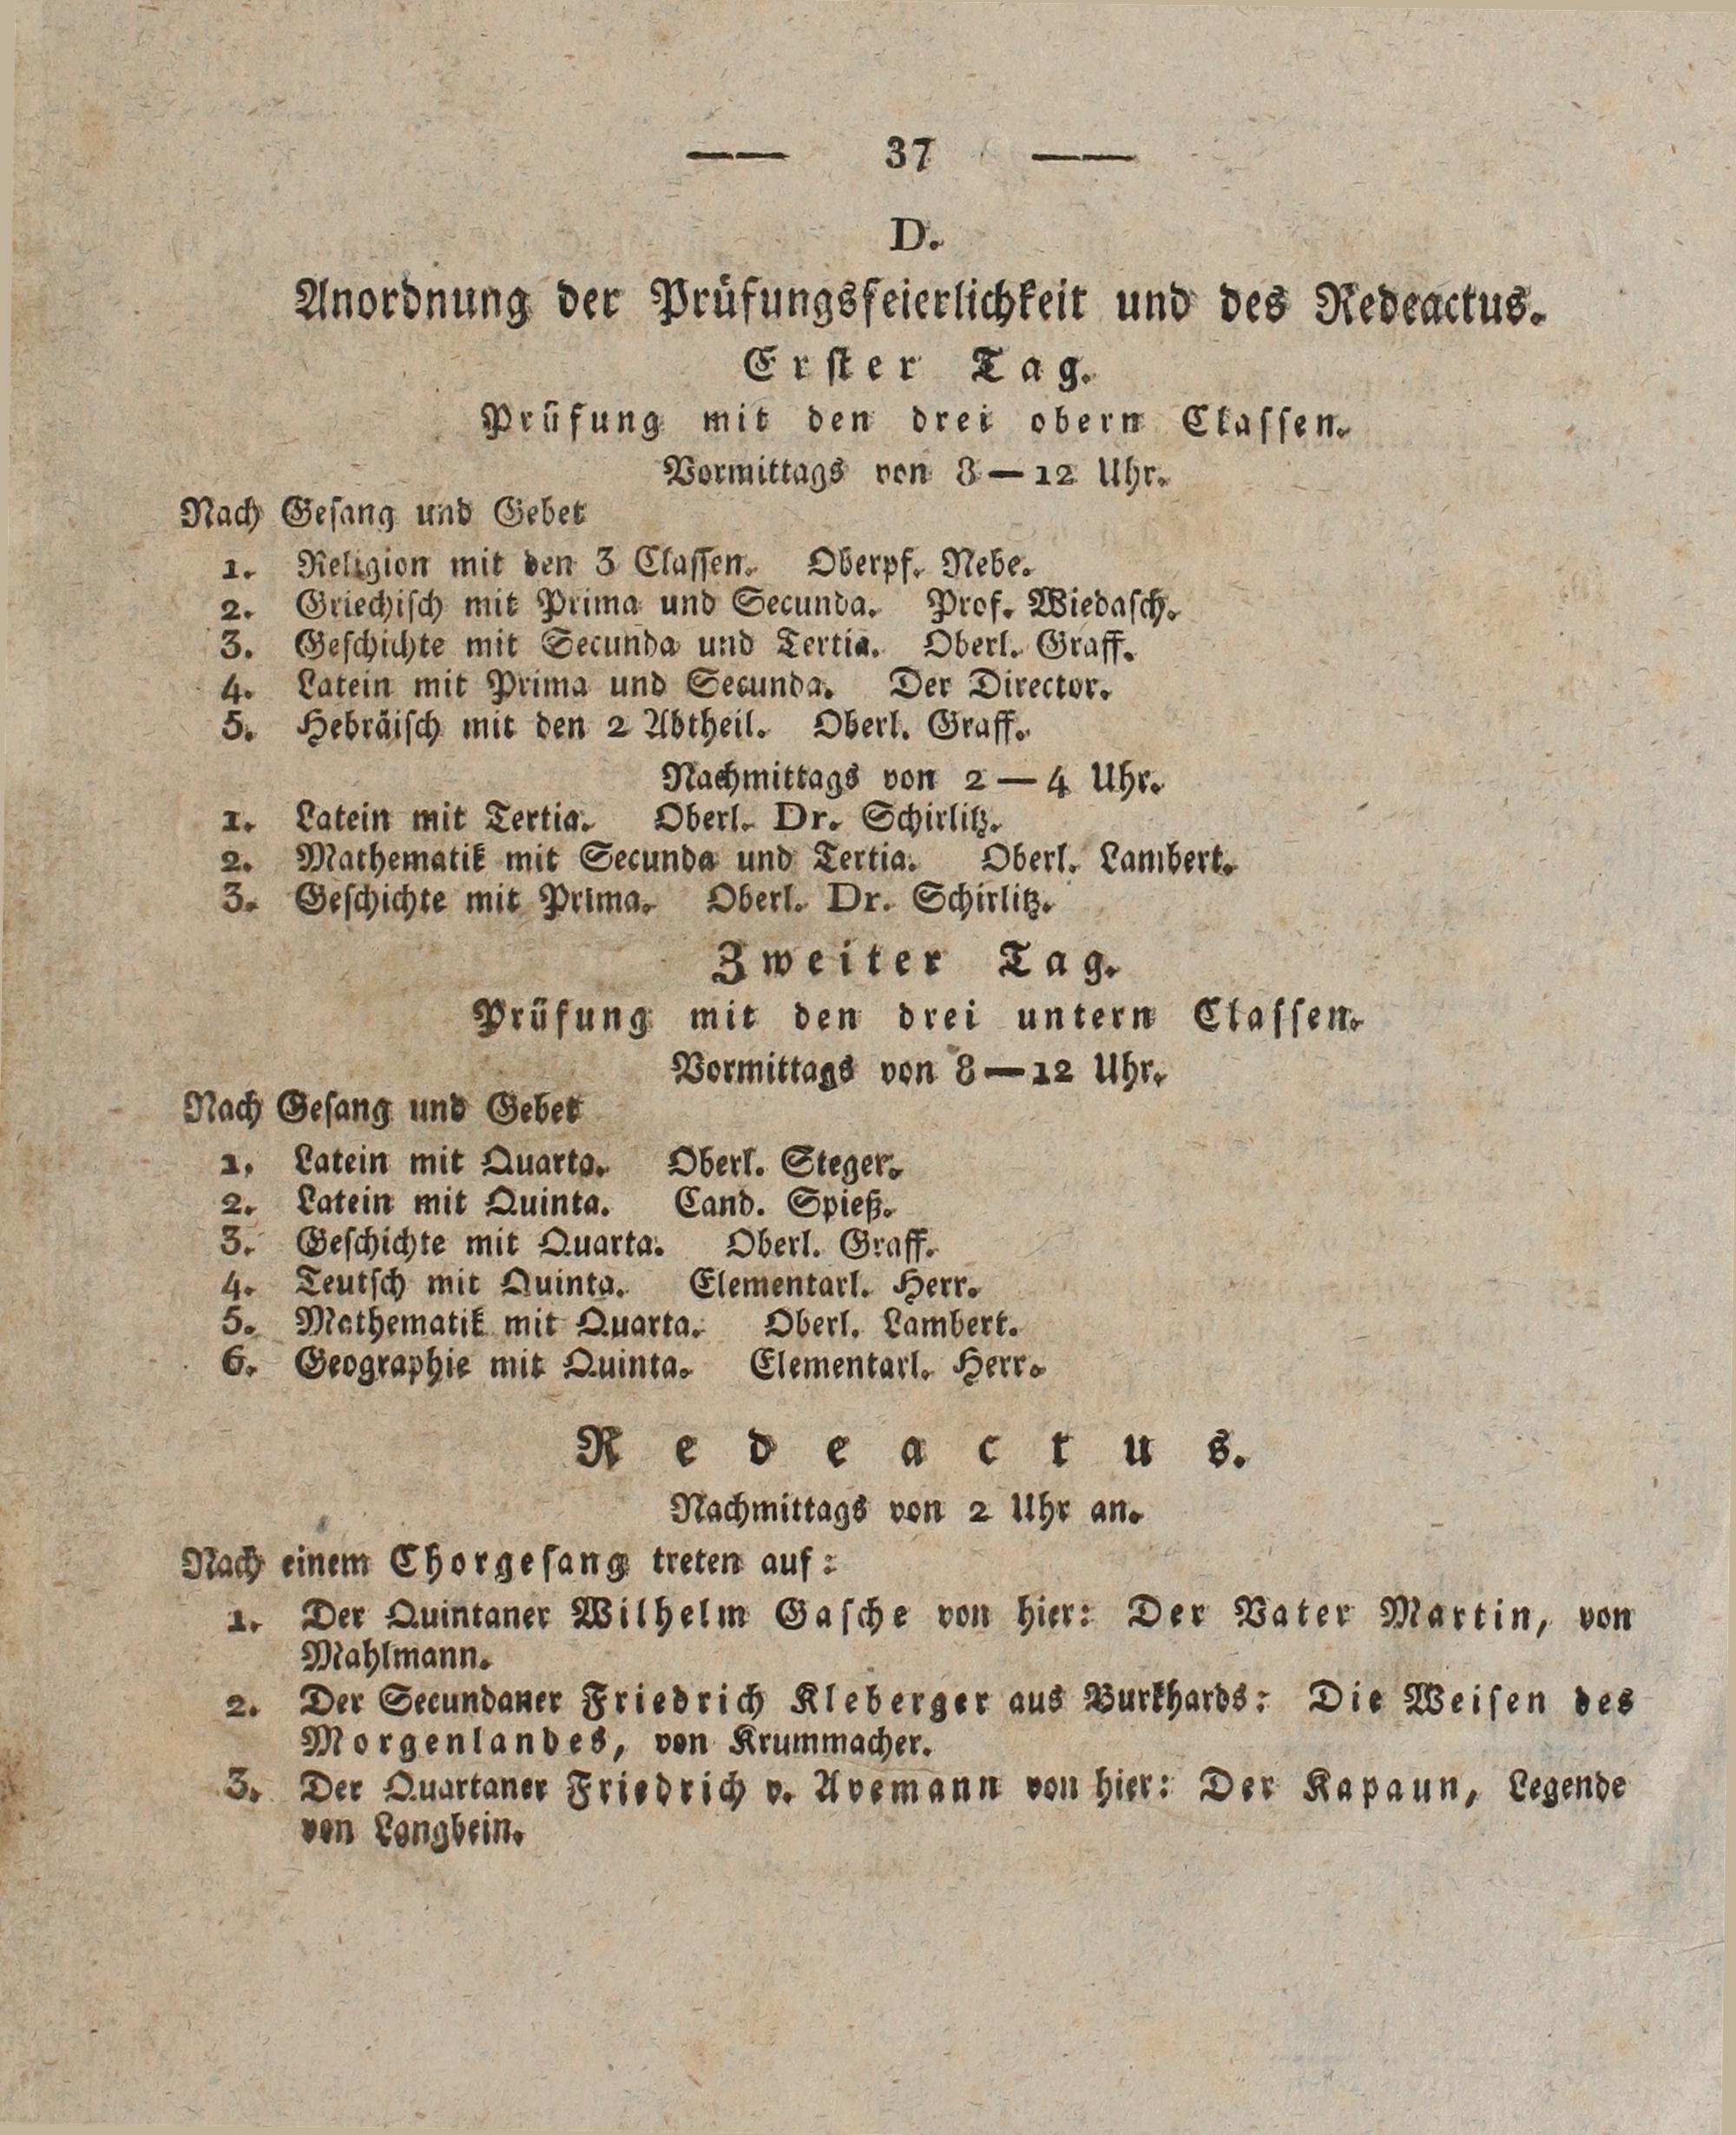 —— 37 ——
D.
Anordnung der Prüfungsfeierlichkeit und des Redeactus.
Erster Tag.
Prüfung mit den drei obern Classen.
Vormittags von 8—12 Uhr.
Nach Gesang und Gebet
1. Religion mit den 3 Classen. Oberpf. Nebe.
2. Griechisch mit Prima und Secunda. Prof. Wiedasch.
3. Geschichte mit Secunda und Tertia. Oberl. Graff.
4. Latein mit Prima und Secunda. Der Director.
5. Hebräisch mit den 2 Abtheil. Oberl. Graff.
Nachmittags von 2—4 Uhr.
1. Latein mit Tertia. Oberl. Dr. Schirlitz.
2. Mathematik mit Secunda und Tertia. Oberl. Lambert.
3. Geschichte mit Prima. Oberl. Dr. Schirlitz.
Zweiter Tag.
Prüfung mit den drei untern Classen.
Vormittags von 8—12 Uhr.
Nach Gesang und Gebet
1. Latein mit Quarta. Oberl. Steger.
2. Latein mit Quinta. Cand. Spieß.
3. Geschichte mit Quarta. Oberl. Graff.
4. Teutsch mit Quinta. Elementarl. Herr.
5. Mathematik mit Quarta. Oberl. Lambert.
6. Geographie mit Quinta. Elementarl. Herr.
Redeactus.
Nachmittags von 2 Uhr an.
Nach einem Chorgesang treten auf:
1. Der Quintaner Wilhelm Gasche von hier: Der Vater Martin, von
Mahlmann.
2. Der Secundaner Friedrich Kleberger aus Burkhards: Die Weisen des
Morgenlandes, von Krummacher.
3. Der Quartaner Friedrich v. Avemann von hier: Der Kapaun, Legende
von Langbein.